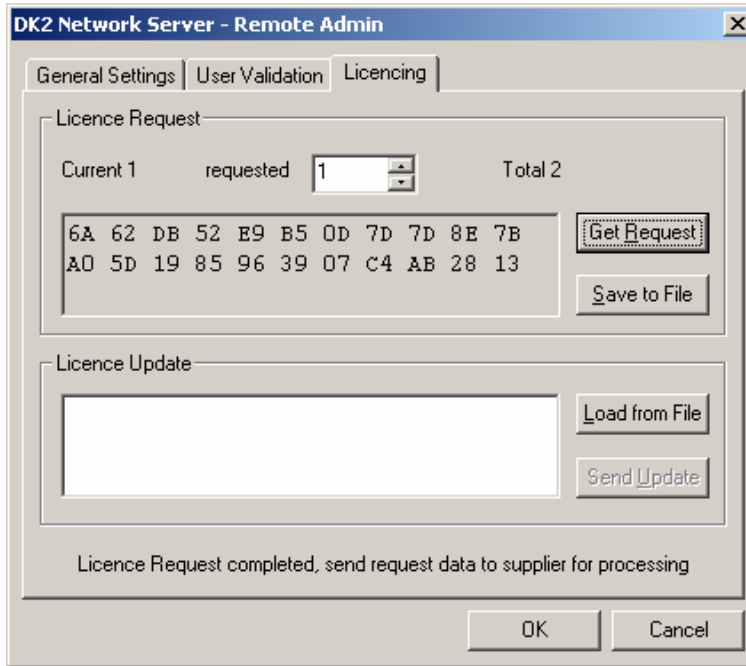 DK2 Network Server - Remote Admin
General Settings User Validation Licencing
Licence Request
Current 1 requested 1 Total 2
6A 62 DB 52 E9 B5 0D 7D 7D 8E 7B
A0 5D 19 85 96 39 07 C4 AB 28 13
Get Request
Save to File
Licence Update
Load from File
Send Update
Licence Request completed, send request data to supplier for processing
OK Cancel